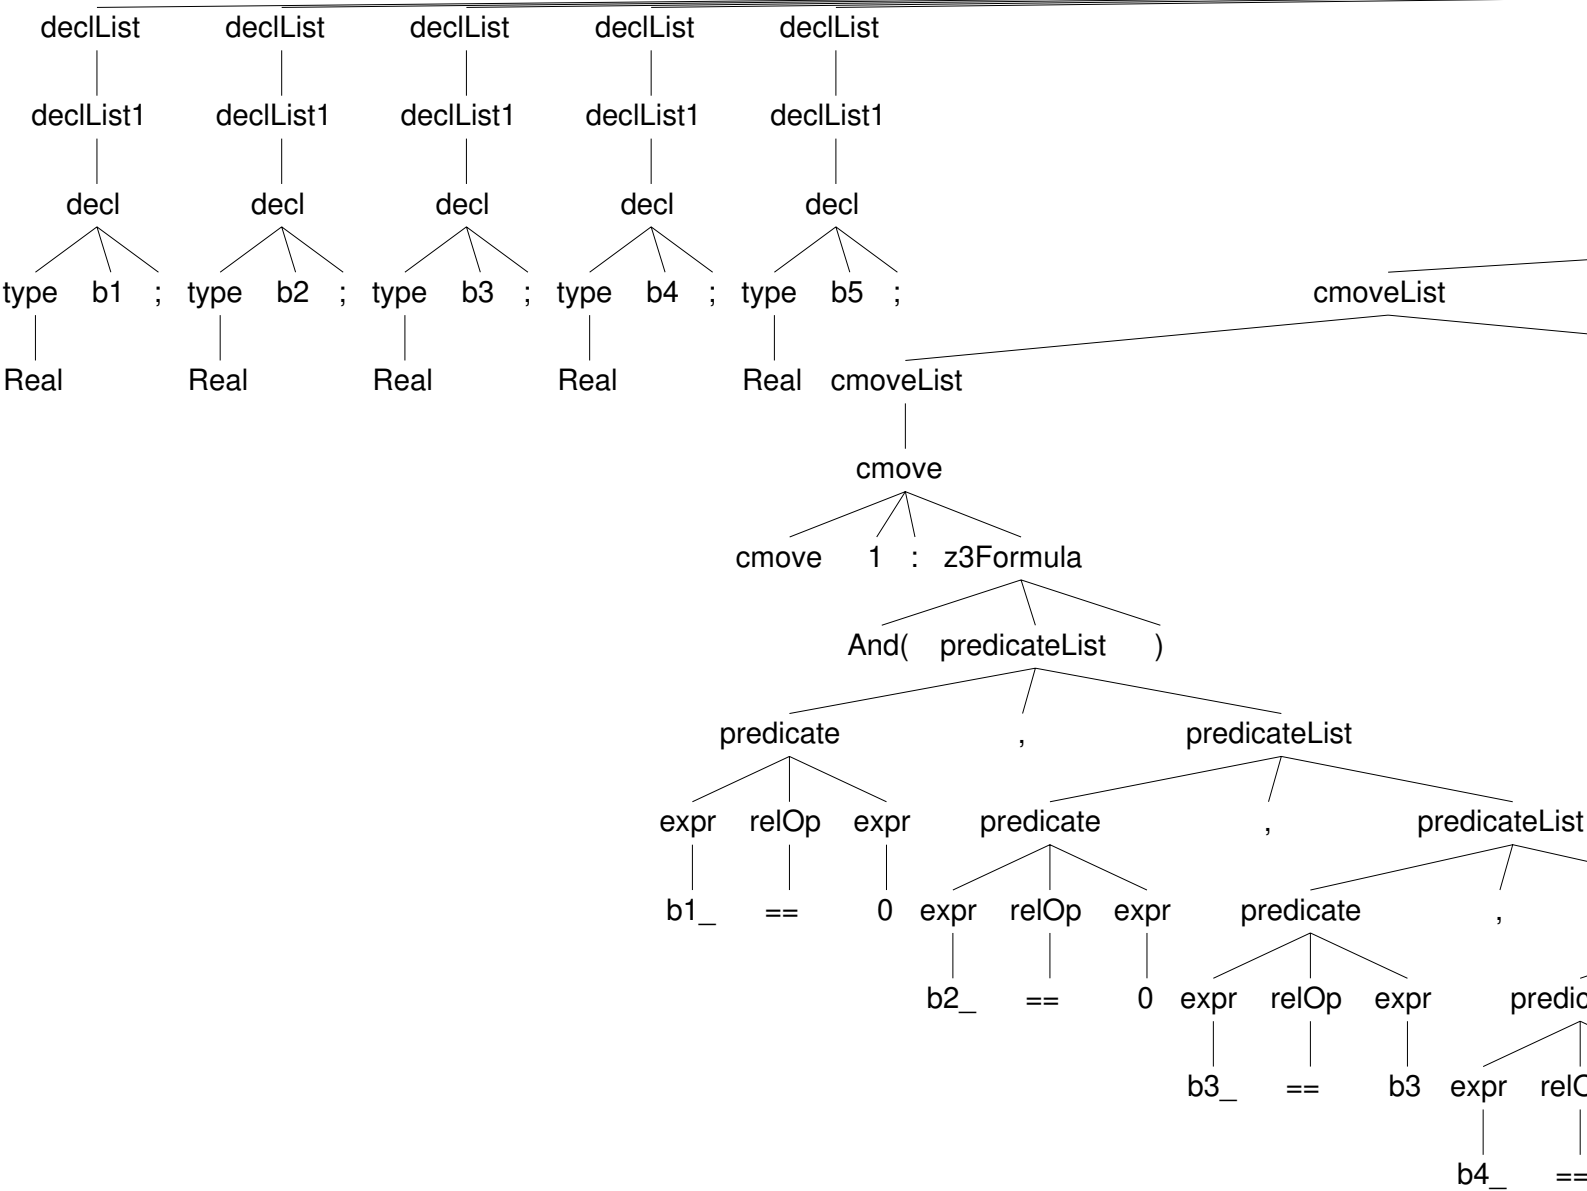 declList declList declList declList declList
declList1 declList1 declList1 declList1 declList1
decl decl decl decl decl
type b1 ; type b2 ; type b3 ; type b4 ; type b5 ; cmoveList
Real Real Real Real Real cmoveList
cmove
cmove 1 : z3Formula
And( predicateList )
predicate , predicateList
expr relOp expr predicate , predicateList
b1_ == 0 expr relOp expr predicate ,
b2_ == 0 expr relOp expr predic
b3_ == b3 expr relO
b4_ ==